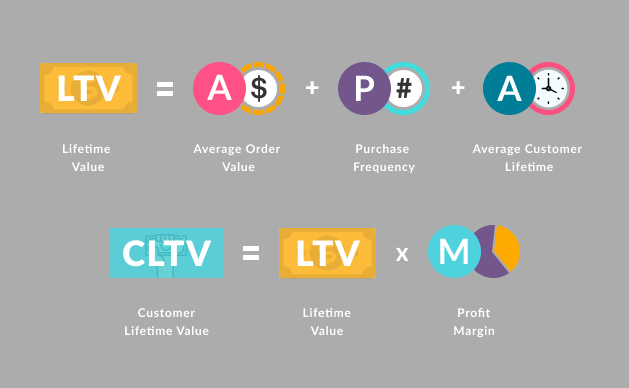 LTV = A $ + P # + A
Lifetime Value
Average Order Value
Purchase Frequency
Average Customer Lifetime
CLTV = LTV x M
Customer Lifetime Value
Lifetime Value
Profit Margin